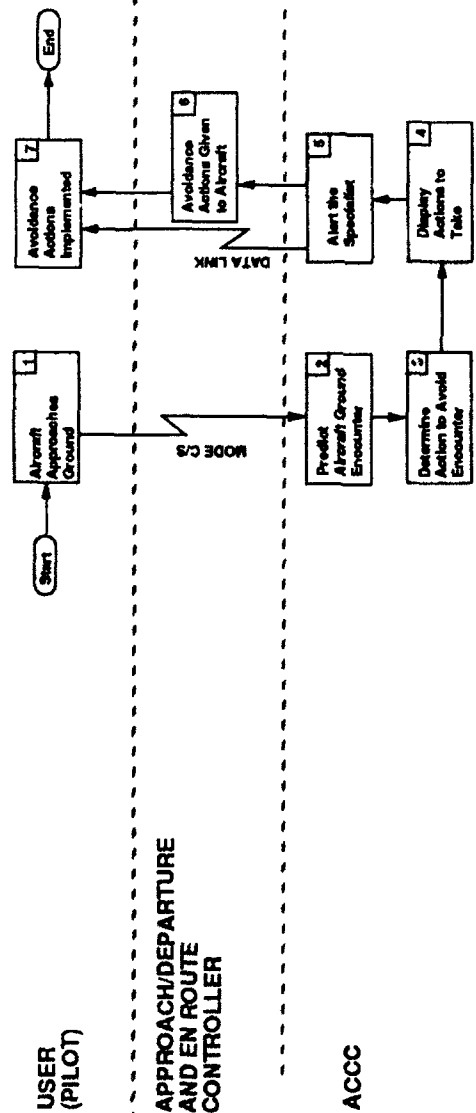 USER
(PILOT)
Start
1
Aircraft
Approaches
Ground
7
Avoidance
Actions
Implemented
End
APPROACH/DEPARTURE
AND EN ROUTE
CONTROLLER
MODE C/S
DATA LINK
6
Avoidance
Actions Given
to Aircraft
ACCC
2
Predict
Aircraft Ground
Encounter
5
Alert the
Specialist
3
Determine
Action to Avoid
Encounter
4
Display
Actions to
Take